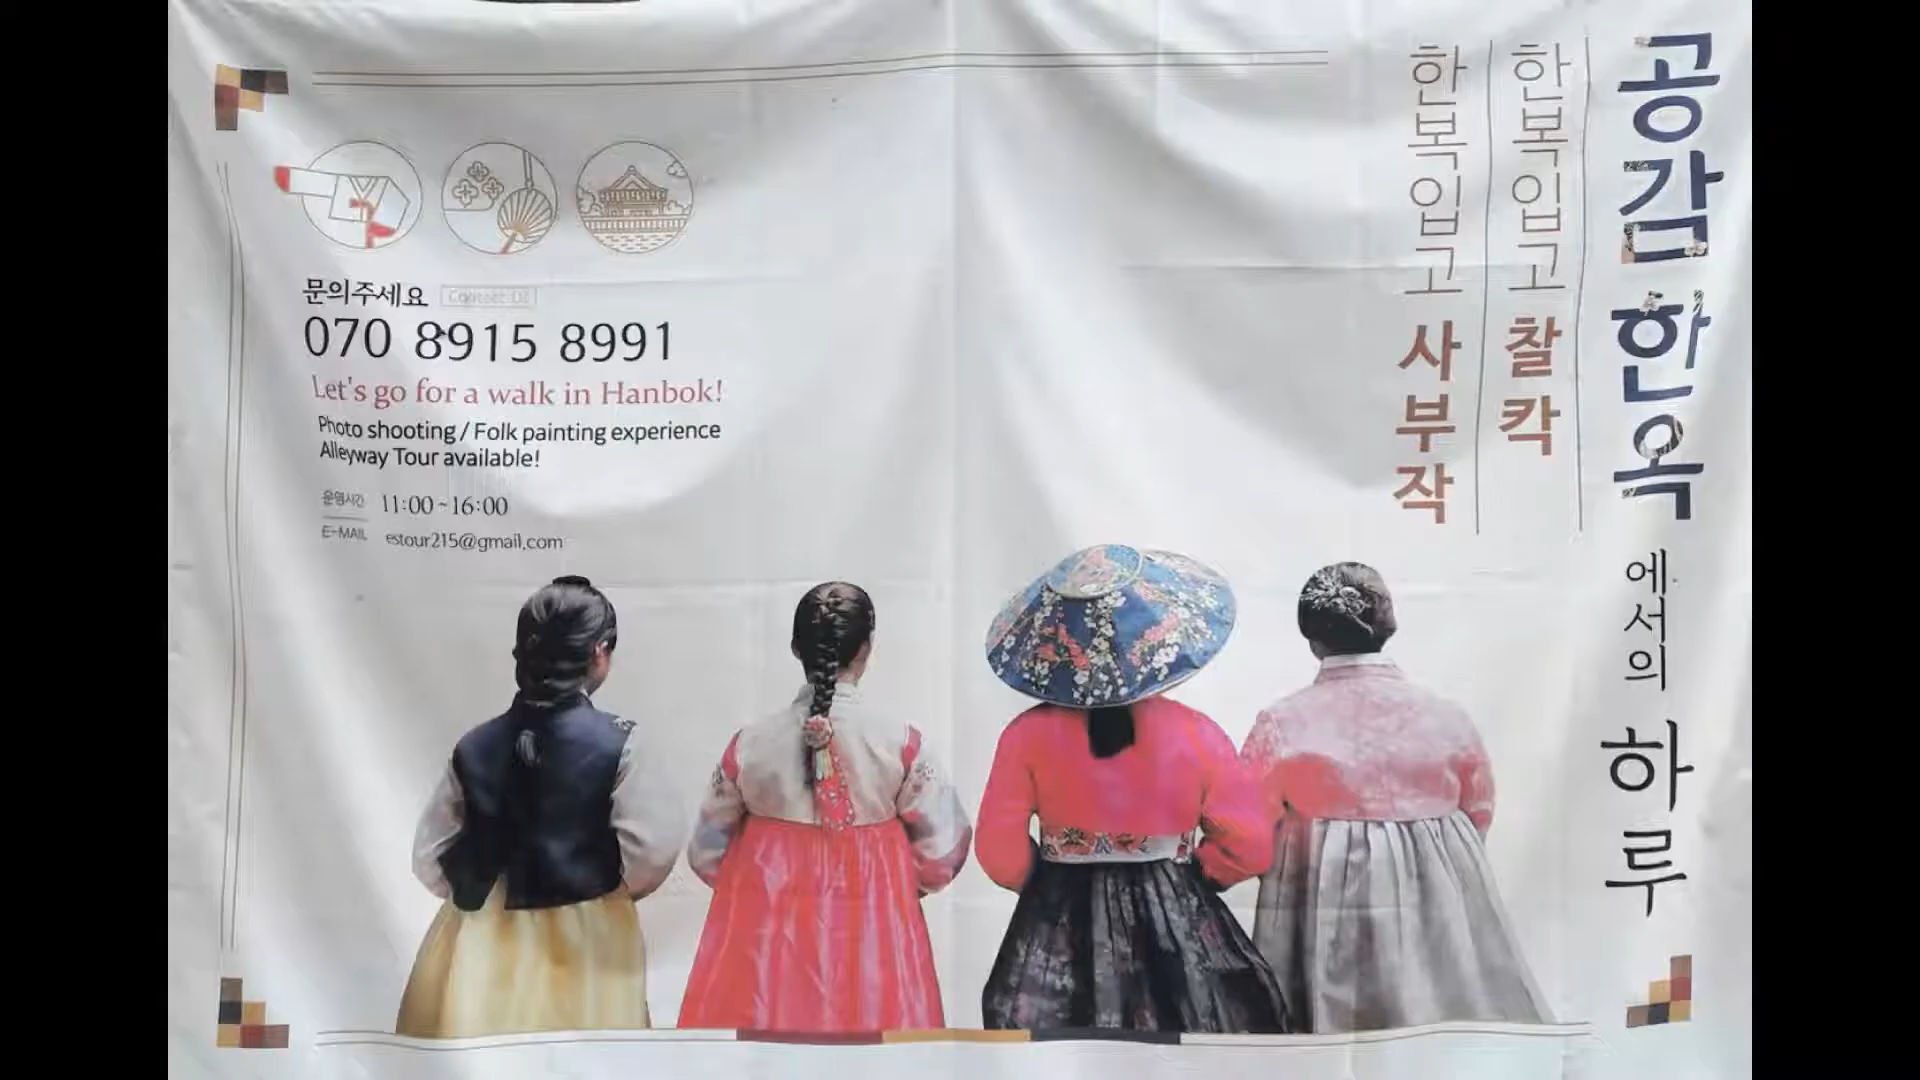 공감한옥에서의 하루
한복입고 찰칵
한복입고 사부작
문의주세요 Contact Us
070 8915 8991
Let's go for a walk in Hanbok!
Photo shooting / Folk painting experience
Alleyway Tour available!
운영시간 11:00 ~ 16:00
E-MAIL estour215@gmail.com